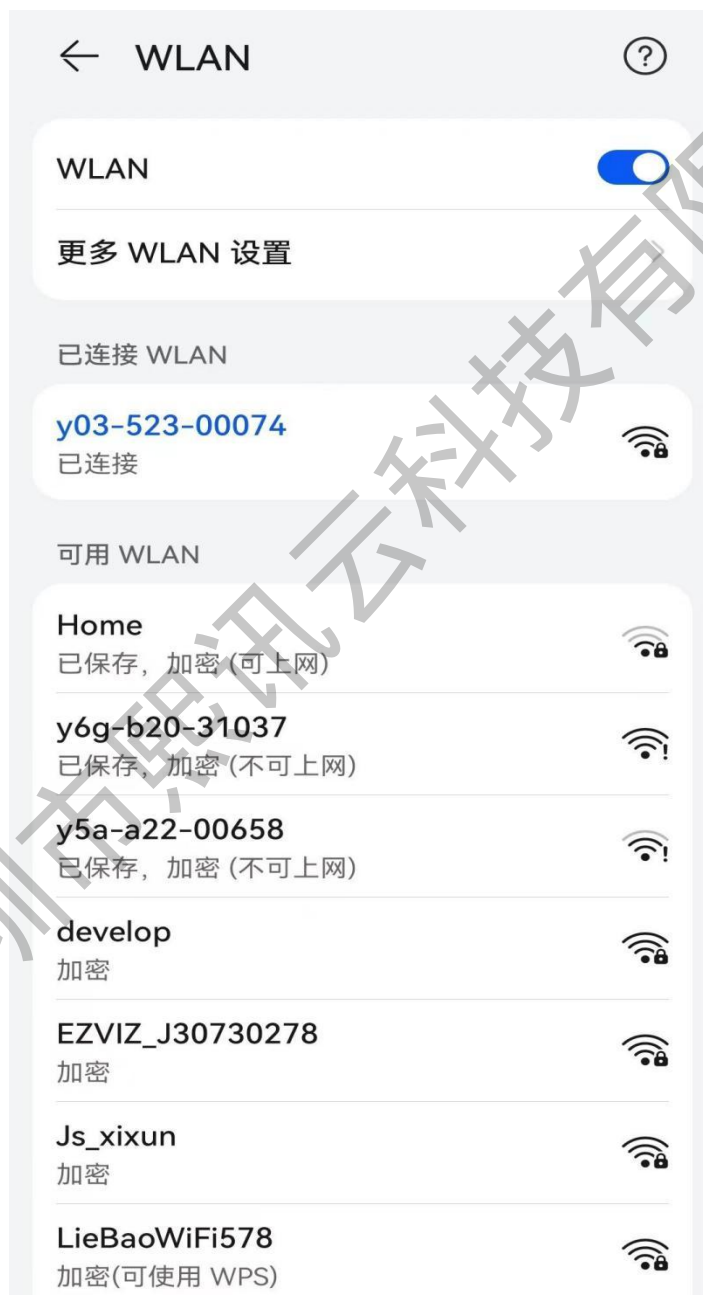 WLAN
WLAN
更多 WLAN 设置
已连接 WLAN
y03-523-00074
已连接
可用 WLAN
Home
已保存，加密 (可上网)
y6g-b20-31037
已保存，加密 (不可上网)
y5a-a22-00658
已保存，加密 (不可上网)
develop
加密
EZVIZ_J30730278
加密
Js_xixun
加密
LieBaoWiFi578
加密(可使用 WPS)
圳市熙讯云科技有限